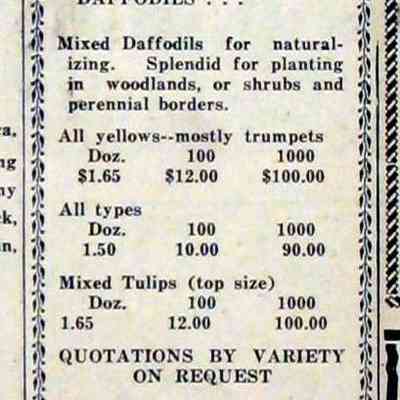 DAFFODILS . . .
Mixed Daffodils for natural-
izing. Splendid for planting
in woodlands, or shrubs and
perennial borders.
All yellows--mostly trumpets
Doz. 100 1000
$1.65 $12.00 $100.00
All types
Doz. 100 1000
1.50 10.00 90.00
Mixed Tulips (top size)
Doz. 100 1000
1.65 12.00 100.00
QUOTATIONS BY VARIETY
ON REQUEST